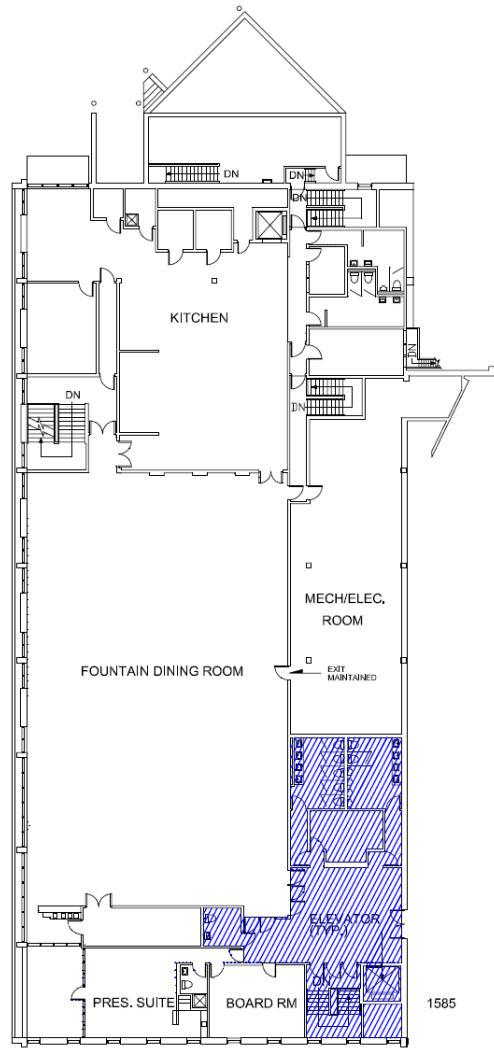 DN
DN
DN
KITCHEN
DN
DN
MECH/ELEC.
ROOM
FOUNTAIN DINING ROOM
EXIT
MAINTAINED
ELEVATOR
(TYP.)
DN
PRES. SUITE
BOARD RM
1585
DN